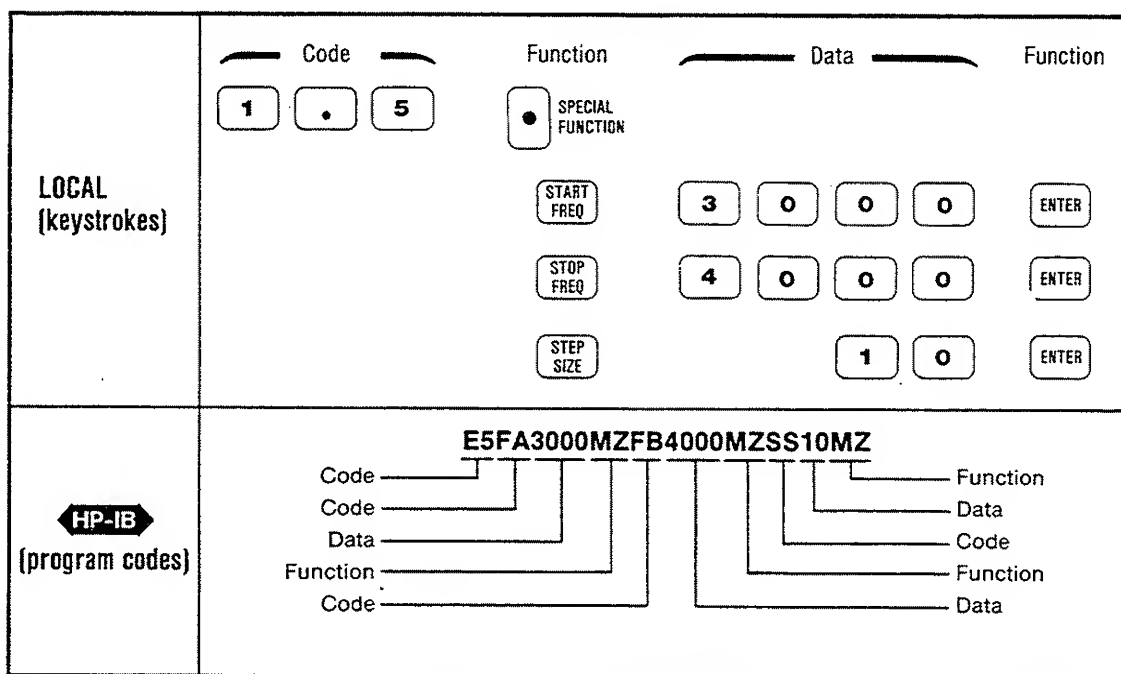 Code Function Data Function
1 . 5 • SPECIAL FUNCTION
LOCAL
(keystrokes)
START FREQ 3 0 0 0 ENTER
STOP FREQ 4 0 0 0 ENTER
STEP SIZE 1 0 ENTER
E5FA3000MZFB4000MZSS10MZ
HP-IB
(program codes)
Code
Code
Data
Function
Code
Function
Data
Code
Function
Data